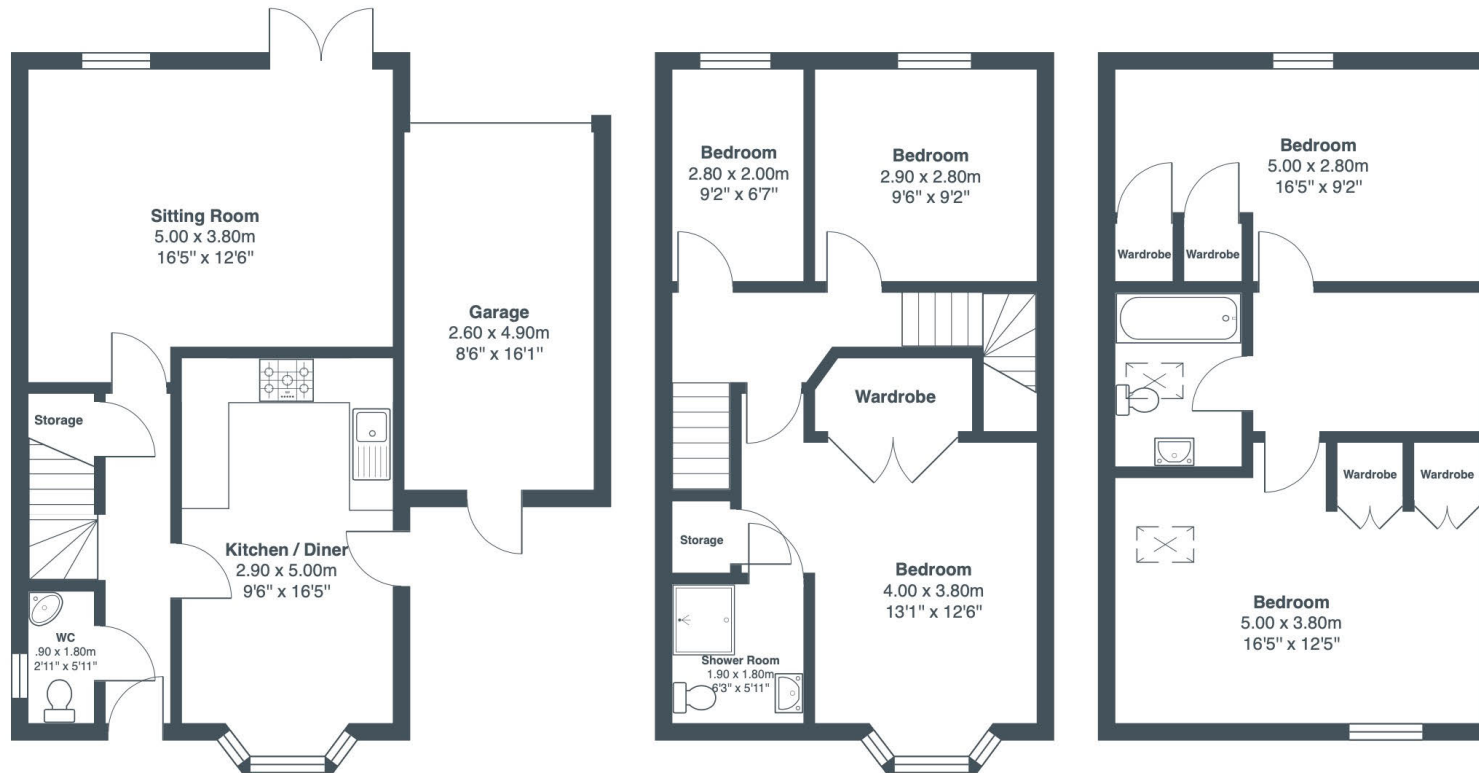 Sitting Room
5.00 x 3.80m
16'5" x 12'6"
Garage
2.60 x 4.90m
8'6" x 16'1"
Storage
Kitchen / Diner
2.90 x 5.00m
9'6" x 16'5"
WC
.90 x 1.80m
2'11" x 5'11"
Bedroom
2.80 x 2.00m
9'2" x 6'7"
Bedroom
2.90 x 2.80m
9'6" x 9'2"
Wardrobe
Storage
Bedroom
4.00 x 3.80m
13'1" x 12'6"
Shower Room
1.90 x 1.80m
6'3" x 5'11"
Bedroom
5.00 x 2.80m
16'5" x 9'2"
Wardrobe
Wardrobe
Wardrobe
Wardrobe
Bedroom
5.00 x 3.80m
16'5" x 12'5"